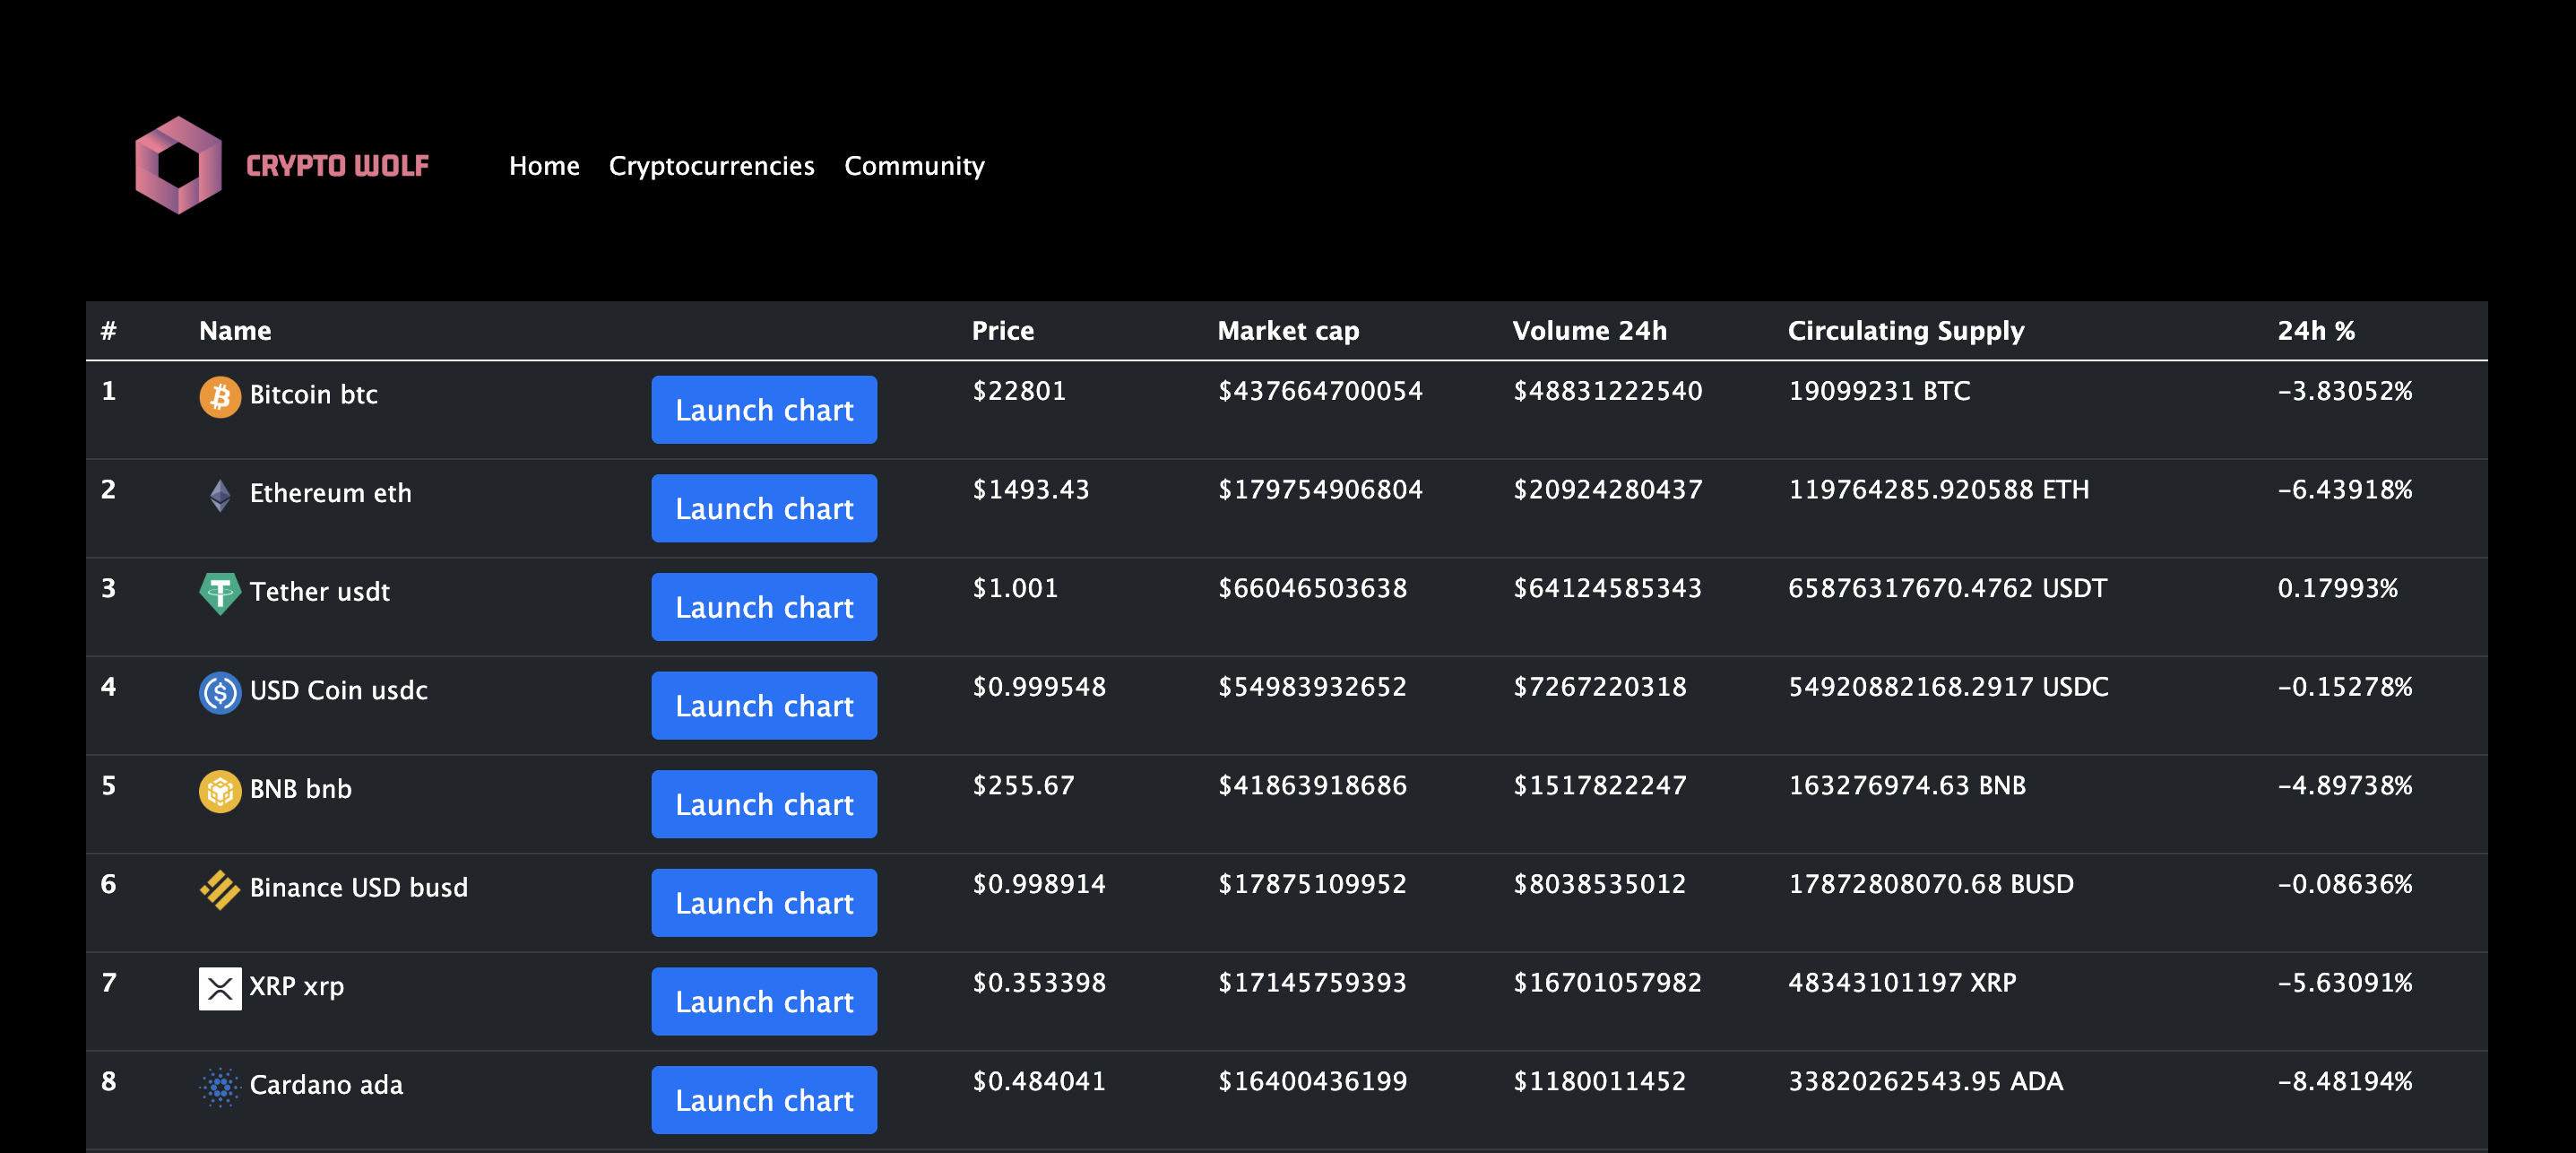 CRYPTO WOLF Home Cryptocurrencies Community
# Name Price Market cap Volume 24h Circulating Supply 24h %
1 Bitcoin btc Launch chart $22801 $437664700054 $48831222540 19099231 BTC -3.83052%
2 Ethereum eth Launch chart $1493.43 $179754906804 $20924280437 119764285.920588 ETH -6.43918%
3 Tether usdt Launch chart $1.001 $66046503638 $64124585343 65876317670.4762 USDT 0.17993%
4 USD Coin usdc Launch chart $0.999548 $54983932652 $7267220318 54920882168.2917 USDC -0.15278%
5 BNB bnb Launch chart $255.67 $41863918686 $1517822247 163276974.63 BNB -4.89738%
6 Binance USD busd Launch chart $0.998914 $17875109952 $8038535012 17872808070.68 BUSD -0.08636%
7 XRP xrp Launch chart $0.353398 $17145759393 $16701057982 48343101197 XRP -5.63091%
8 Cardano ada Launch chart $0.484041 $16400436199 $1180011452 33820262543.95 ADA -8.48194%